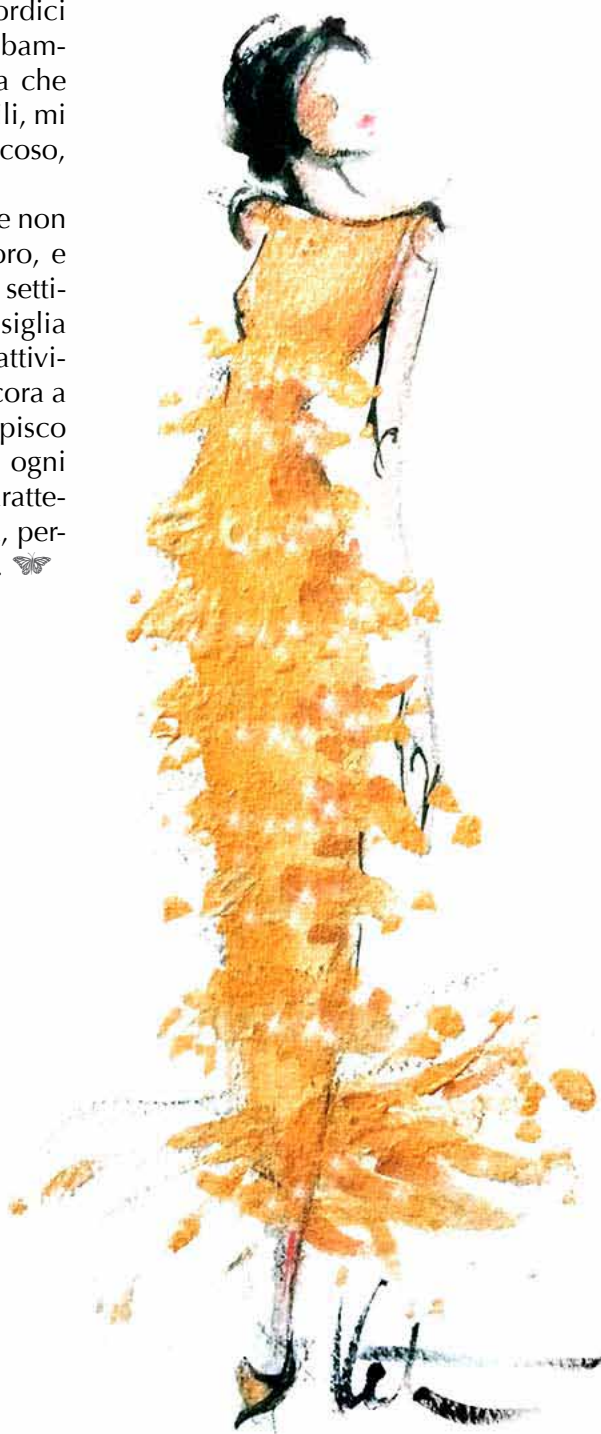 ordici
bam-
a che
li, mi
coso,
e non
oro, e
setti-
siglia
attivi-
cora a
pisco
ogni
ratte-
, per-
.